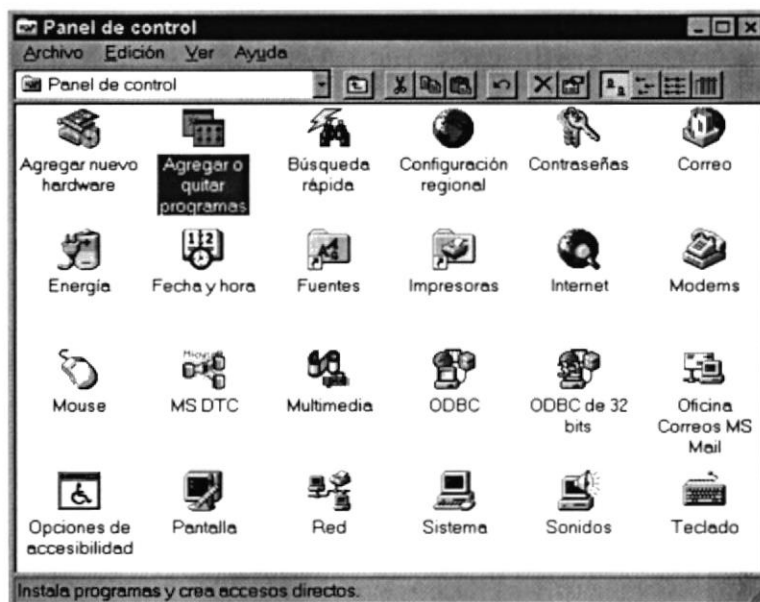 Panel de control
Archivo Edición Ver Ayuda
Panel de control
Agregar nuevo hardware
Agregar o quitar programas
Búsqueda rápida
Configuración regional
Contraseñas
Correo
Energía
Fecha y hora
Fuentes
Impresoras
Internet
Modems
Mouse
MS DTC
Multimedia
ODBC
ODBC de 32 bits
Oficina Correos MS Mail
Opciones de accesibilidad
Pantalla
Red
Sistema
Sonidos
Teclado
Instala programas y crea accesos directos.